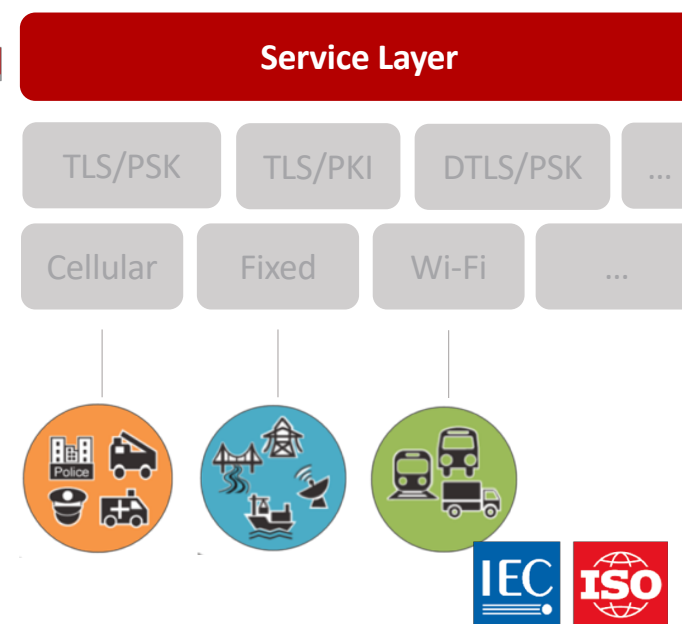 Service Layer
TLS/PSK TLS/PKI DTLS/PSK ...
Cellular Fixed Wi-Fi ...
Police
IEC ISO